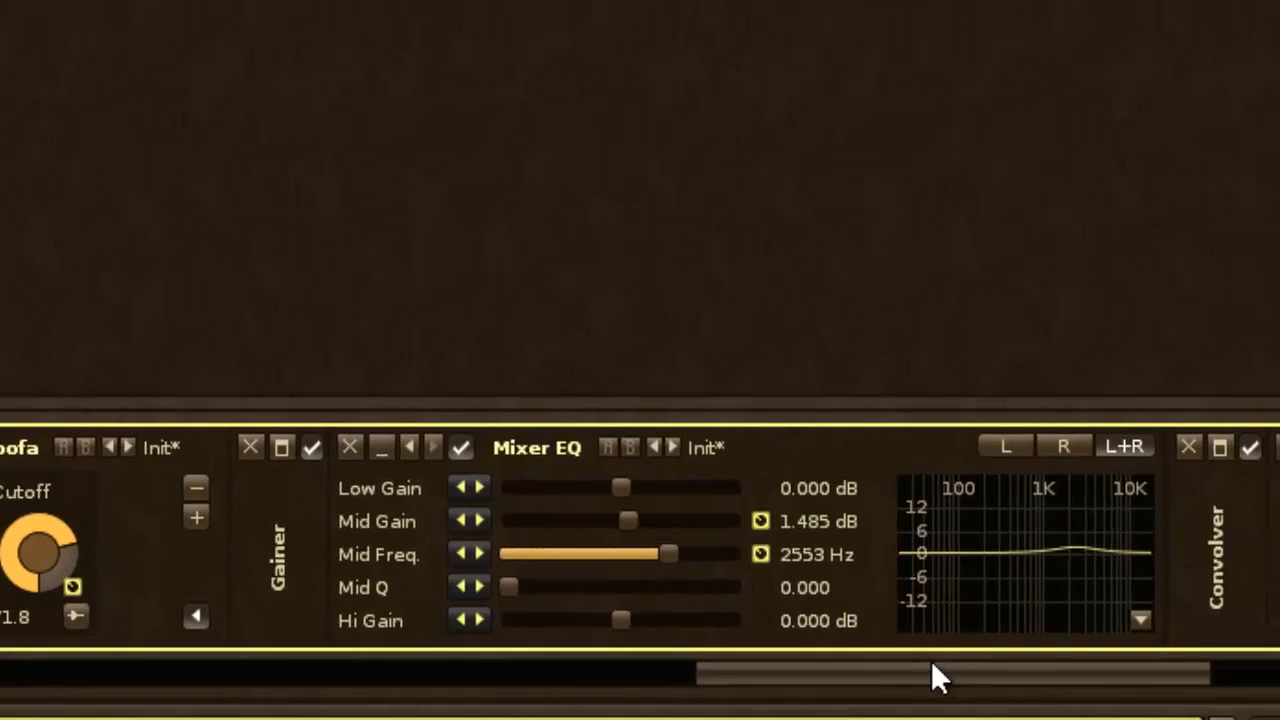 oofa Init* Mixer EQ Init* L R L+R
Cutoff
Low Gain 0.000 dB
Mid Gain 1.485 dB
Mid Freq. 2553 Hz
Mid Q 0.000
Hi Gain 0.000 dB
/1.8
Gainer
100 1K 10K
12
6
0
-6
-12
Convolver